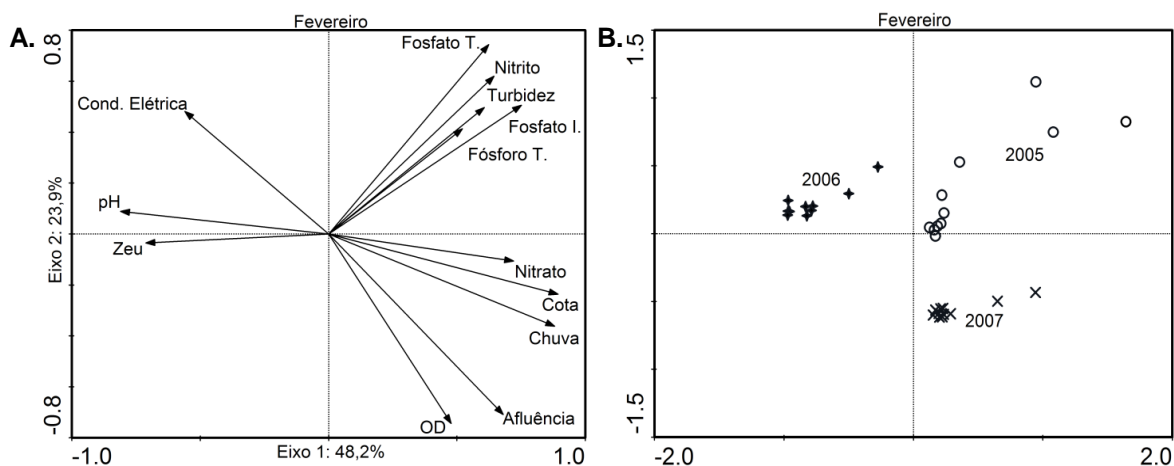 A.
Fevereiro
0.8
Fosfato T.
Nitrito
Turbidez
Cond. Elétrica
Fosfato I.
Fósforo T.
pH
Zeu
Eixo 2: 23,9%
Nitrato
Cota
Chuva
OD
Afluência
-0.8
-1.0
Eixo 1: 48,2%
1.0
B.
Fevereiro
1.5
2005
2006
2007
-1.5
-2.0
2.0